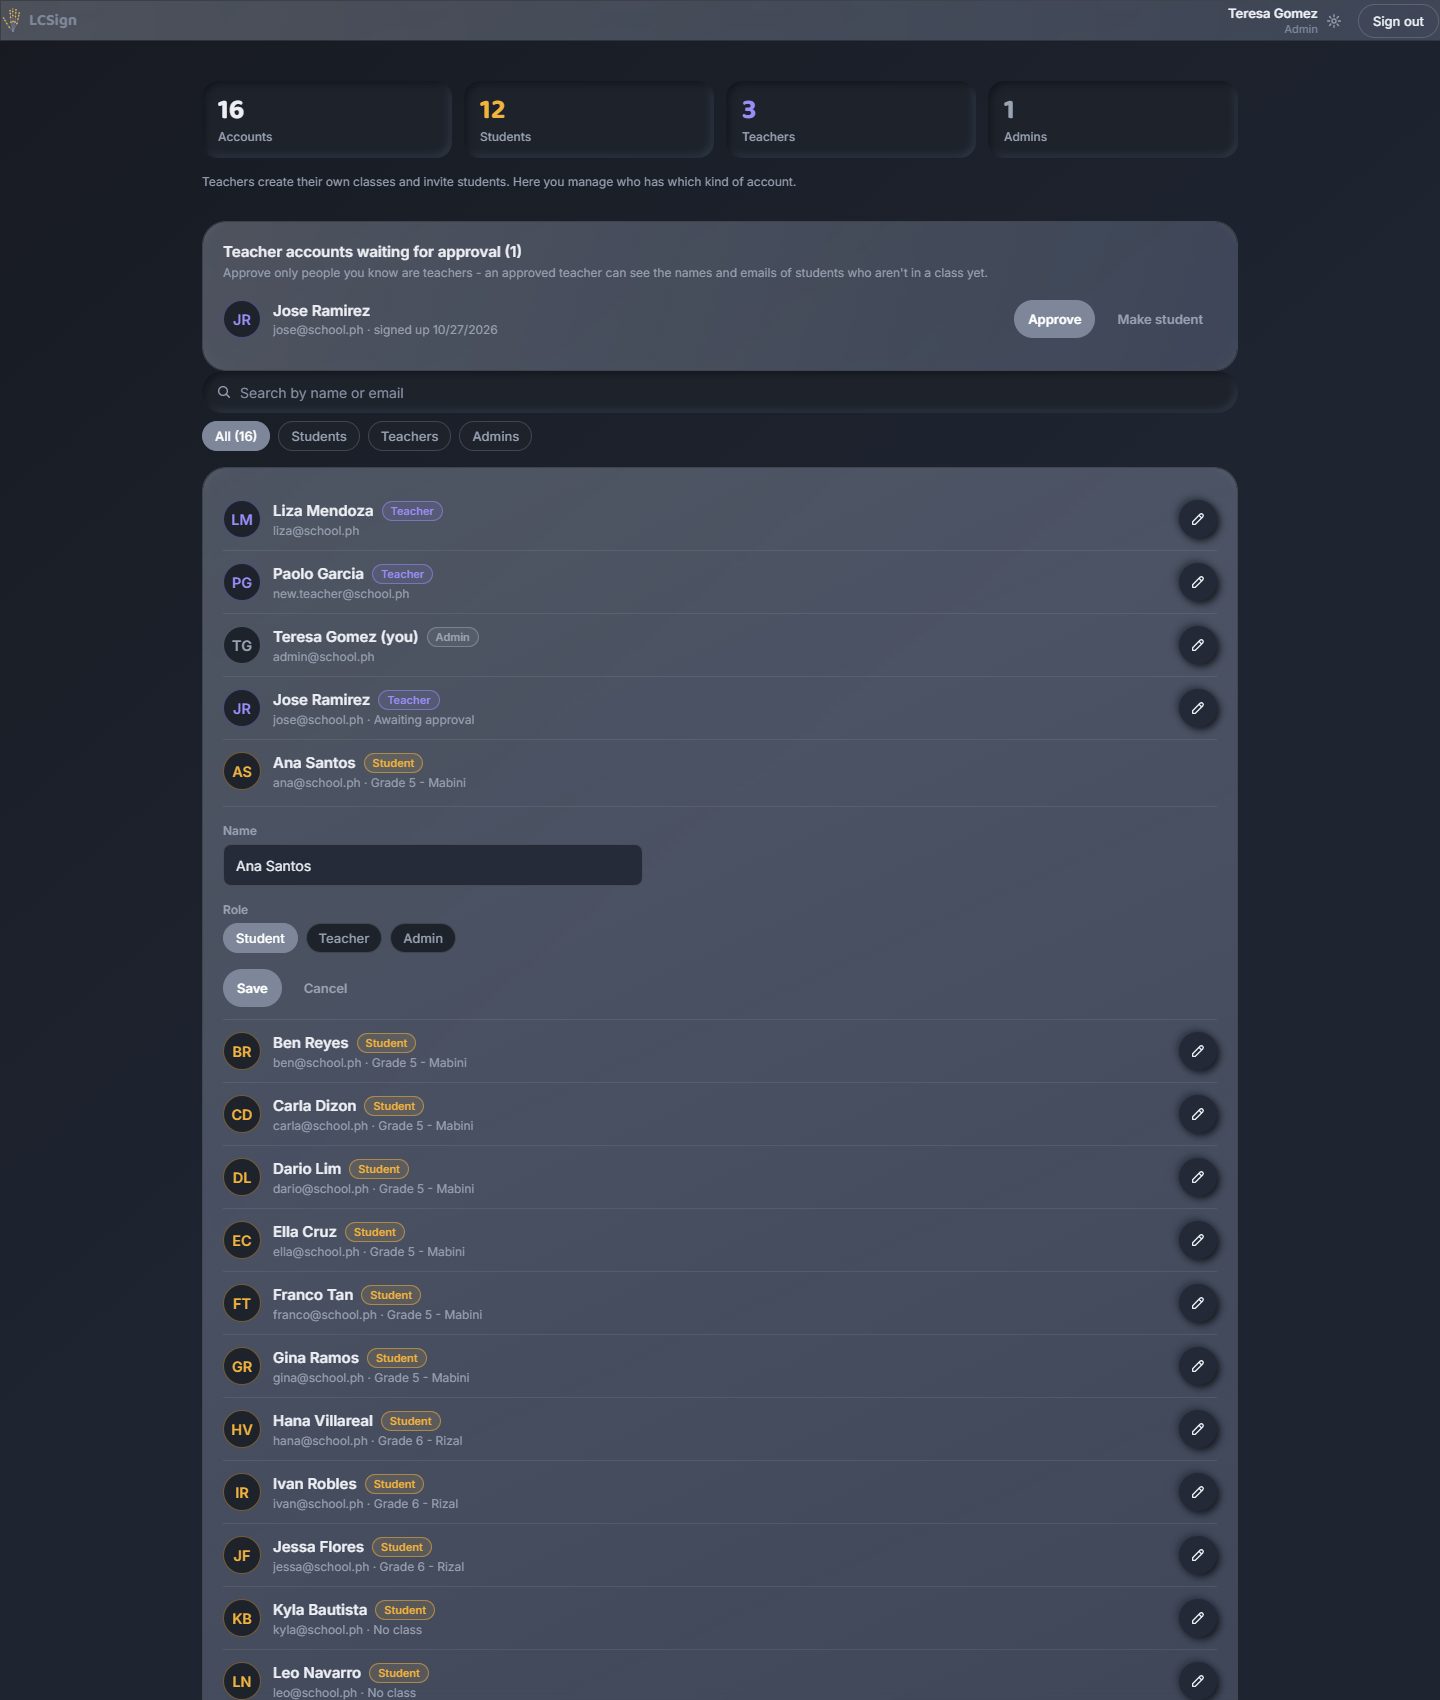 LCSign
Teresa Gomez
Admin
Sign out
16
Accounts
12
Students
3
Teachers
1
Admins
Teachers create their own classes and invite students. Here you manage who has which kind of account.
Teacher accounts waiting for approval (1)
Approve only people you know are teachers - an approved teacher can see the names and emails of students who aren't in a class yet.
JR
Jose Ramirez
jose@school.ph · signed up 10/27/2026
Approve
Make student
Search by name or email
All (16)
Students
Teachers
Admins
LM
Liza Mendoza Teacher
liza@school.ph
PG
Paolo Garcia Teacher
new.teacher@school.ph
TG
Teresa Gomez (you) Admin
admin@school.ph
JR
Jose Ramirez Teacher
jose@school.ph · Awaiting approval
AS
Ana Santos Student
ana@school.ph · Grade 5 - Mabini
Name
Ana Santos
Role
Student Teacher Admin
Save Cancel
BR
Ben Reyes Student
ben@school.ph · Grade 5 - Mabini
CD
Carla Dizon Student
carla@school.ph · Grade 5 - Mabini
DL
Dario Lim Student
dario@school.ph · Grade 5 - Mabini
EC
Ella Cruz Student
ella@school.ph · Grade 5 - Mabini
FT
Franco Tan Student
franco@school.ph · Grade 5 - Mabini
GR
Gina Ramos Student
gina@school.ph · Grade 5 - Mabini
HV
Hana Villareal Student
hana@school.ph · Grade 6 - Rizal
IR
Ivan Robles Student
ivan@school.ph · Grade 6 - Rizal
JF
Jessa Flores Student
jessa@school.ph · Grade 6 - Rizal
KB
Kyla Bautista Student
kyla@school.ph · No class
LN
Leo Navarro Student
leo@school.ph · No class